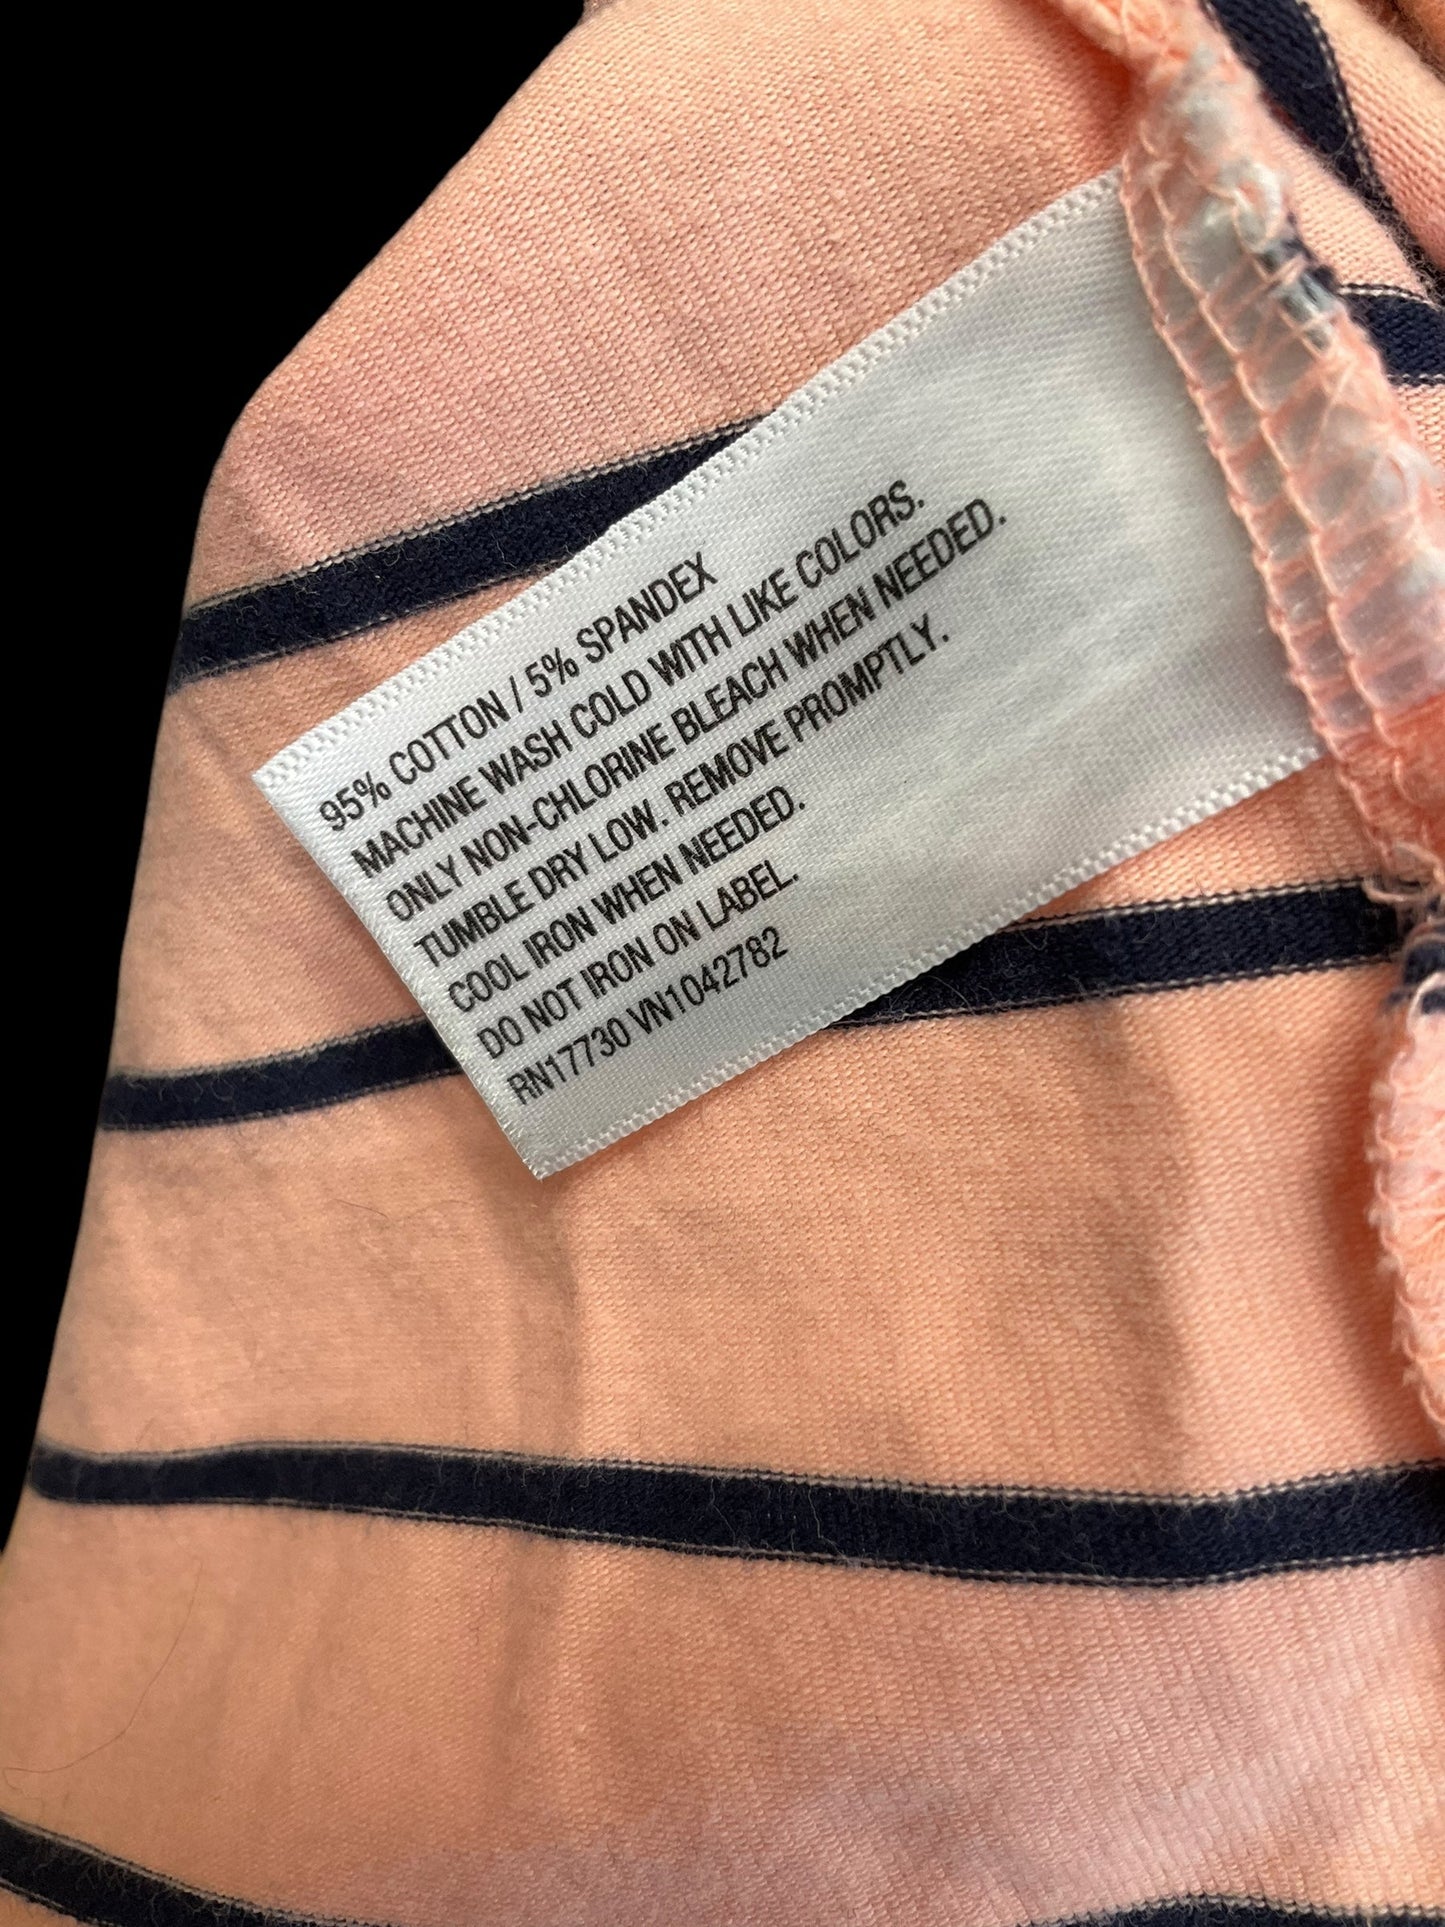 95% COTTON / 5% SPANDEX
MACHINE WASH COLD WITH LIKE COLORS.
ONLY NON-CHLORINE BLEACH WHEN NEEDED.
TUMBLE DRY LOW. REMOVE PROMPTLY.
COOL IRON WHEN NEEDED.
DO NOT IRON ON LABEL.
RN17730 VN1042782